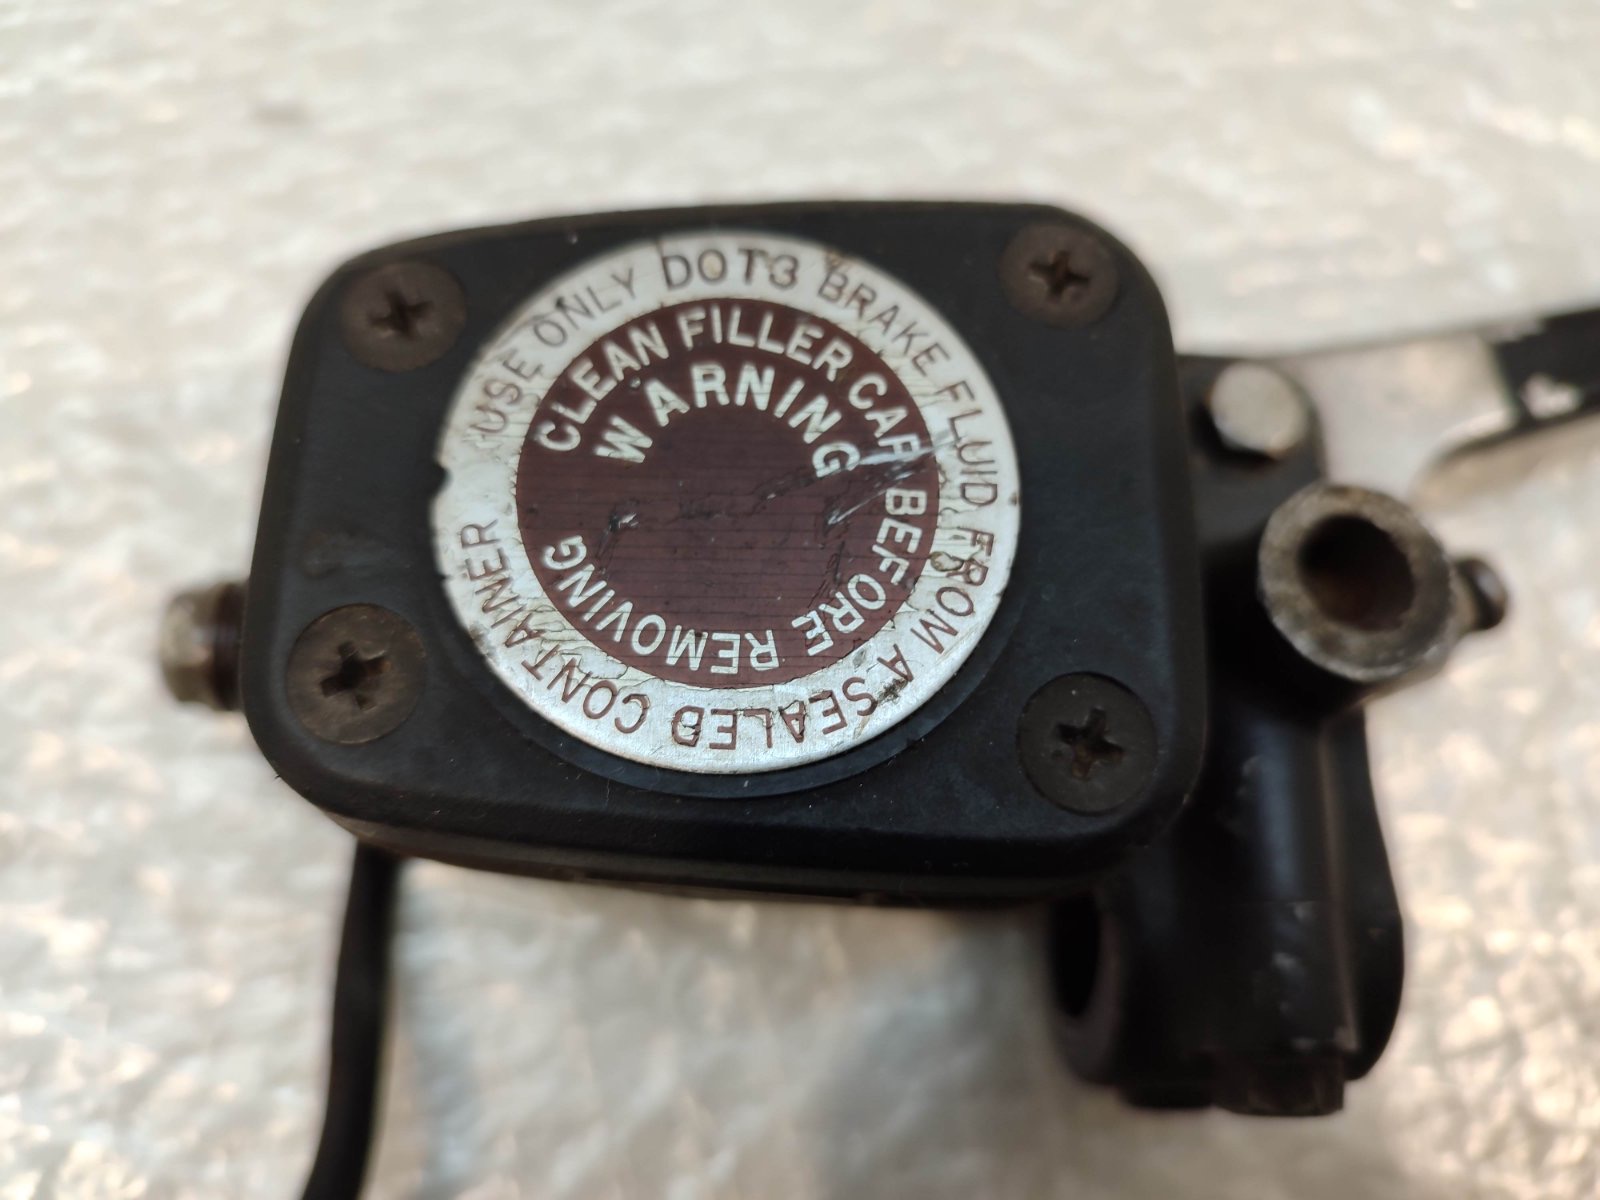 USE ONLY DOT3 BRAKE FLUID FROM A SEALED CONTAINER
CLEAN FILLER CAP BEFORE REMOVING
WARNING